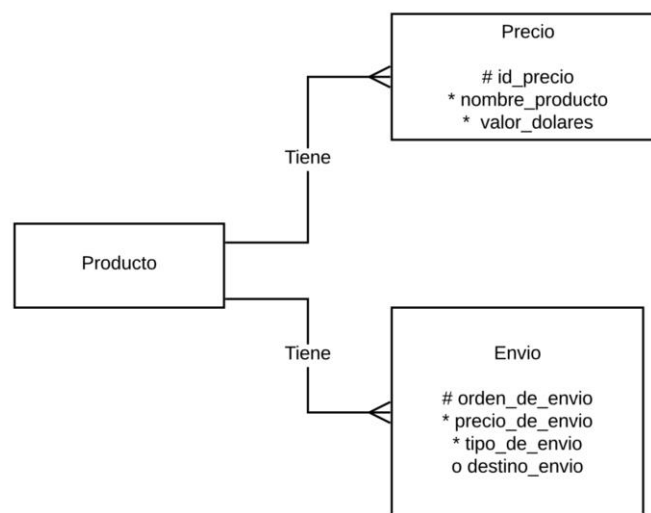 Precio
# id_precio
* nombre_producto
* valor_dolares
Tiene
Producto
Tiene
Envio
# orden_de_envio
* precio_de_envio
* tipo_de_envio
o destino_envio